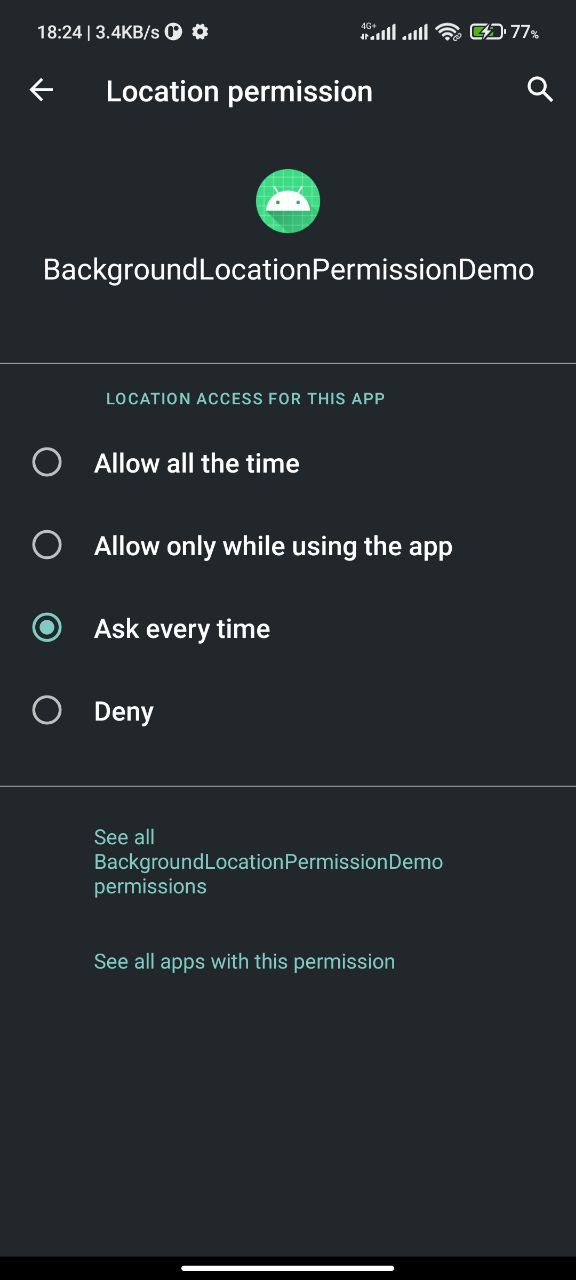 18:24 | 3.4KB/s
4G+
77%
Location permission
BackgroundLocationPermissionDemo
LOCATION ACCESS FOR THIS APP
Allow all the time
Allow only while using the app
Ask every time
Deny
See all
BackgroundLocationPermissionDemo
permissions
See all apps with this permission